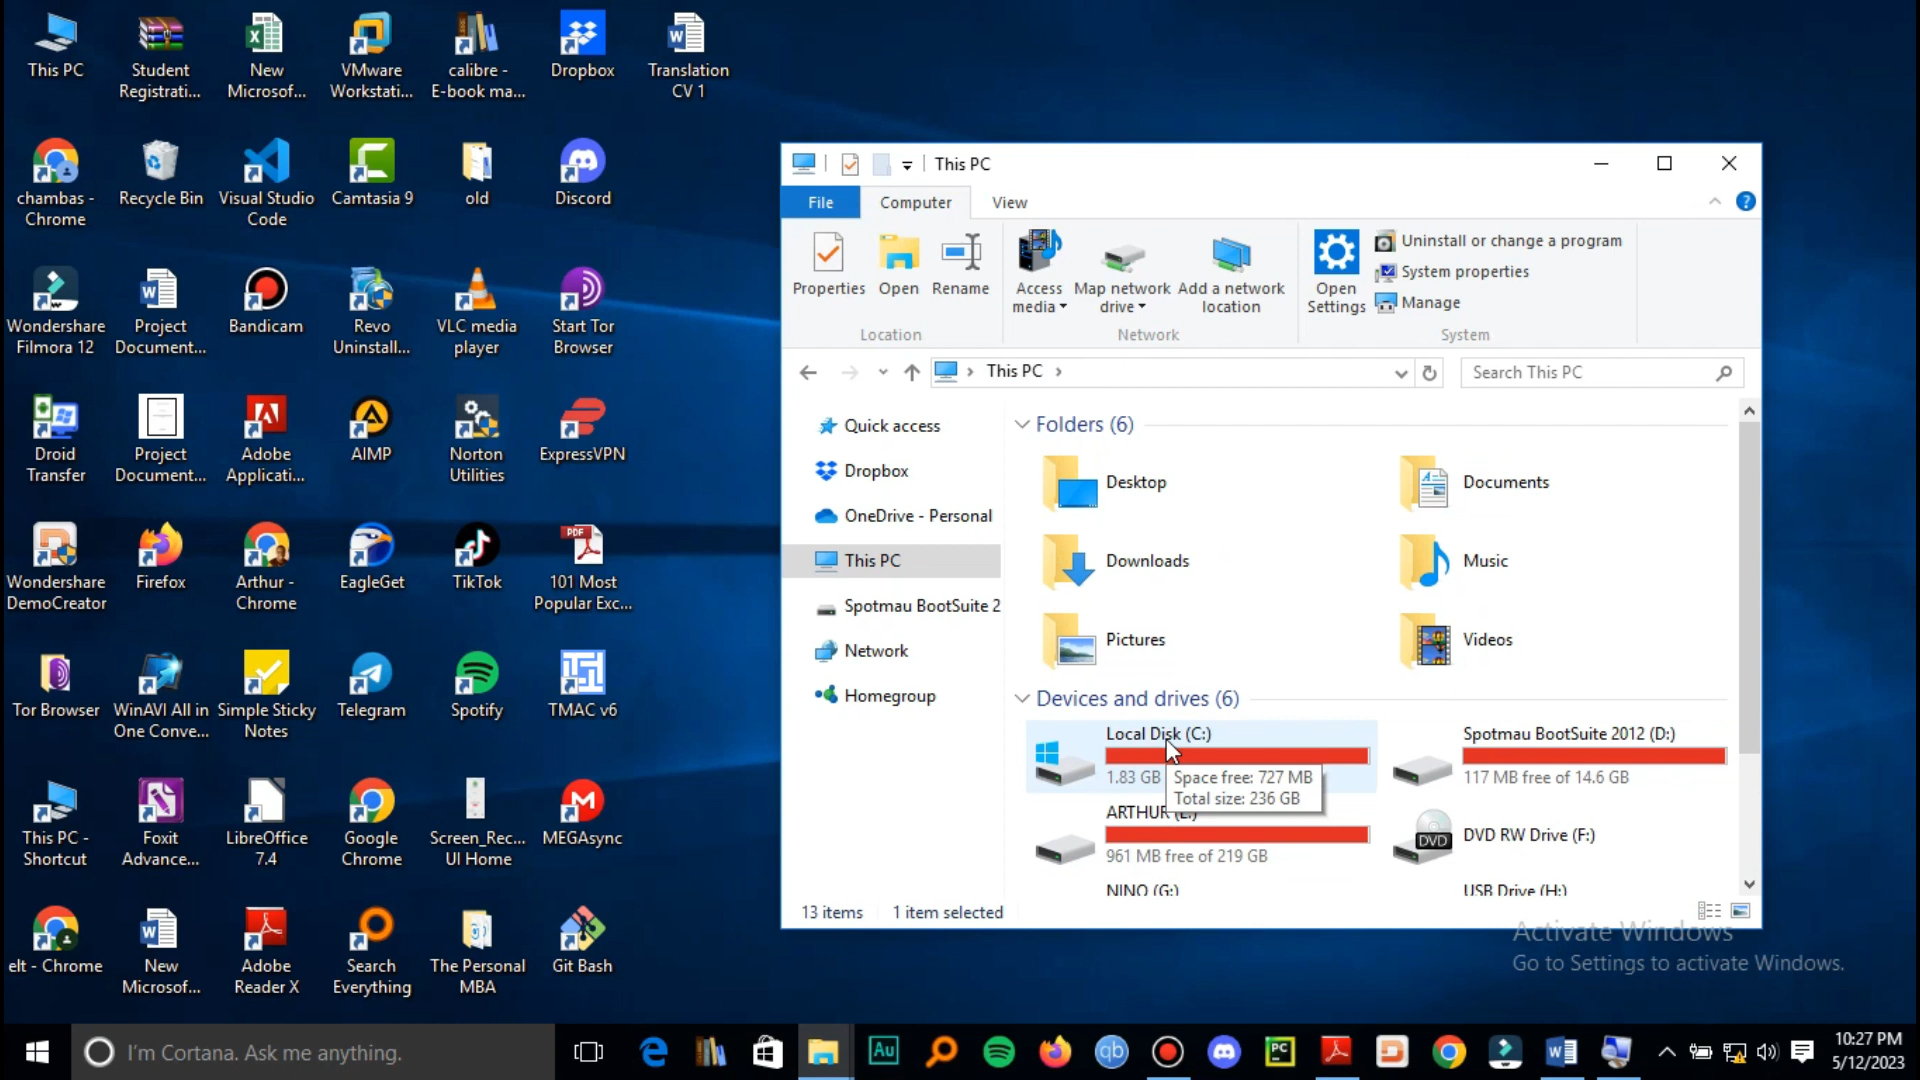 This PC
Student
Registrati...
New
Microsof...
VMware
Workstati...
calibre -
E-book ma...
Dropbox
Translation
CV 1
chambas -
Chrome
Recycle Bin
Visual Studio
Code
Camtasia 9
old
Discord
Wondershare
Filmora 12
Project
Document...
Bandicam
Revo
Uninstall...
VLC media
player
Start Tor
Browser
Droid
Transfer
Project
Document...
Adobe
Applicati...
AIMP
Norton
Utilities
ExpressVPN
Wondershare
DemoCreator
Firefox
Arthur -
Chrome
EagleGet
TikTok
PDF
101 Most
Popular Exc...
Tor Browser
WinAVI All in
One Conve...
Simple Sticky
Notes
Telegram
Spotify
TMAC v6
This PC -
Shortcut
Foxit
Advance...
LibreOffice
7.4
Google
Chrome
Screen_Rec...
UI Home
MEGAsync
elt - Chrome
New
Microsof...
Adobe
Reader X
Search
Everything
The Personal
MBA
Git Bash
This PC
File
Computer
View
Properties
Open
Rename
Location
Access
media
Map network
drive
Add a network
location
Network
Open
Settings
Uninstall or change a program
System properties
Manage
System
This PC
Search This PC
Quick access
Dropbox
OneDrive - Personal
This PC
Spotmau BootSuite 2
Network
Homegroup
Folders (6)
Desktop
Documents
Downloads
Music
Pictures
Videos
Devices and drives (6)
Local Disk (C:)
1.83 GB
Space free: 727 MB
Total size: 236 GB
Spotmau BootSuite 2012 (D:)
117 MB free of 14.6 GB
ARTHUR (E:)
961 MB free of 219 GB
DVD
DVD RW Drive (F:)
NINO (G:)
USB Drive (H:)
13 items
1 item selected
Activate Windows
Go to Settings to activate Windows.
I'm Cortana. Ask me anything.
Au
qb
PC
10:27 PM
5/12/2023